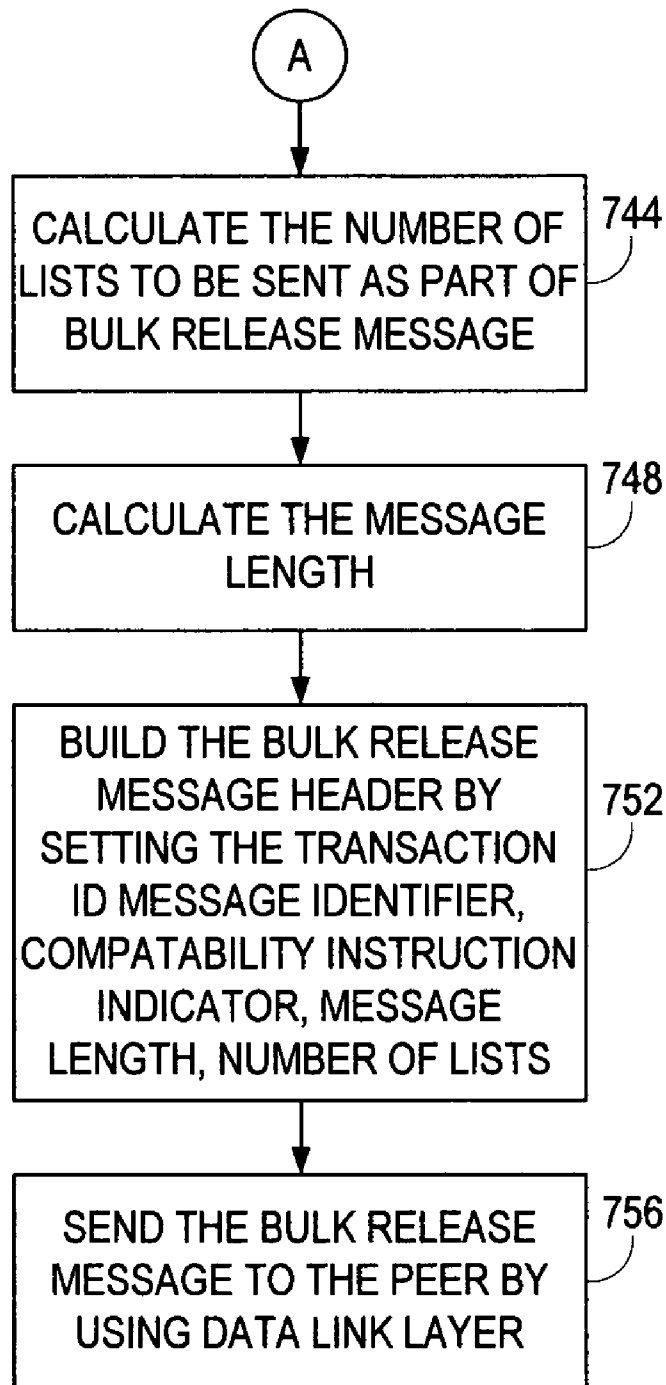 A
CALCULATE THE NUMBER OF
LISTS TO BE SENT AS PART OF
BULK RELEASE MESSAGE
744
CALCULATE THE MESSAGE
LENGTH
748
BUILD THE BULK RELEASE
MESSAGE HEADER BY
SETTING THE TRANSACTION
ID MESSAGE IDENTIFIER,
COMPATABILITY INSTRUCTION
INDICATOR, MESSAGE
LENGTH, NUMBER OF LISTS
752
SEND THE BULK RELEASE
MESSAGE TO THE PEER BY
USING DATA LINK LAYER
756